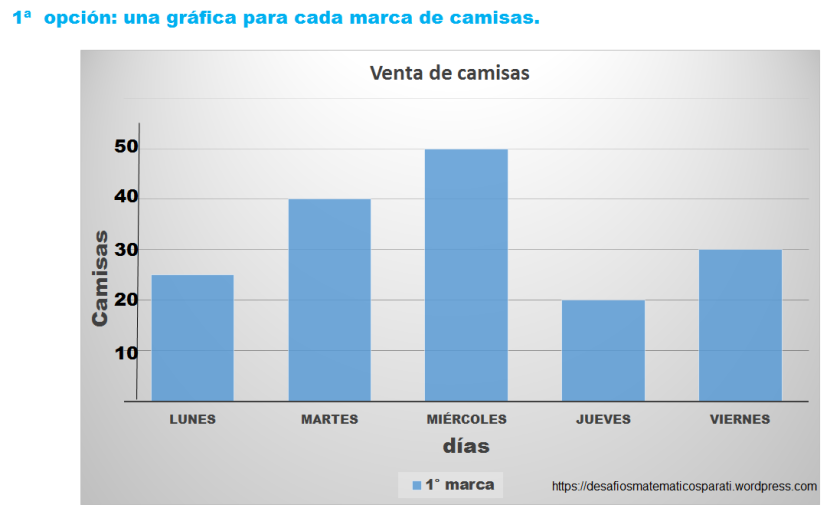 1ª opción: una gráfica para cada marca de camisas.
Venta de camisas
50
40
30
20
10
Camisas
LUNES MARTES MIÉRCOLES JUEVES VIERNES
días
1° marca
https://desafiosmatematicosparati.wordpress.com